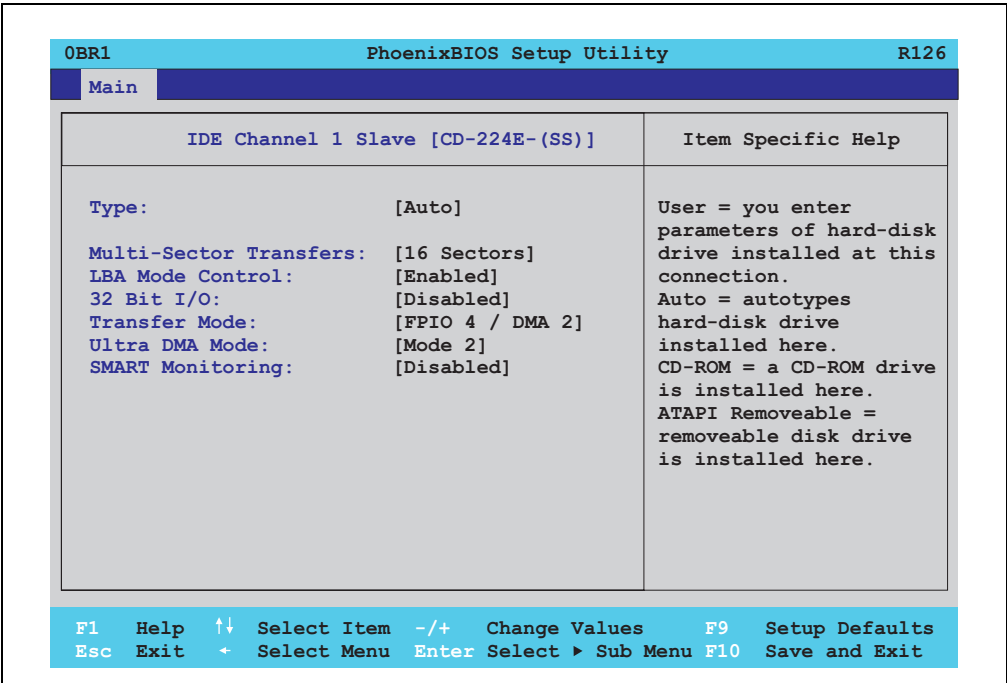 0BR1 PhoenixBIOS Setup Utility R126
Main
IDE Channel 1 Slave [CD-224E-(SS)]
Type: [Auto]
Multi-Sector Transfers: [16 Sectors]
LBA Mode Control: [Enabled]
32 Bit I/O: [Disabled]
Transfer Mode: [FPIO 4 / DMA 2]
Ultra DMA Mode: [Mode 2]
SMART Monitoring: [Disabled]
Item Specific Help
User = you enter
parameters of hard-disk
drive installed at this
connection.
Auto = autotypes
hard-disk drive
installed here.
CD-ROM = a CD-ROM drive
is installed here.
ATAPI Removeable =
removeable disk drive
is installed here.
F1 Help ↑↓ Select Item -/+ Change Values F9 Setup Defaults
Esc Exit ← Select Menu Enter Select ▶ Sub Menu F10 Save and Exit